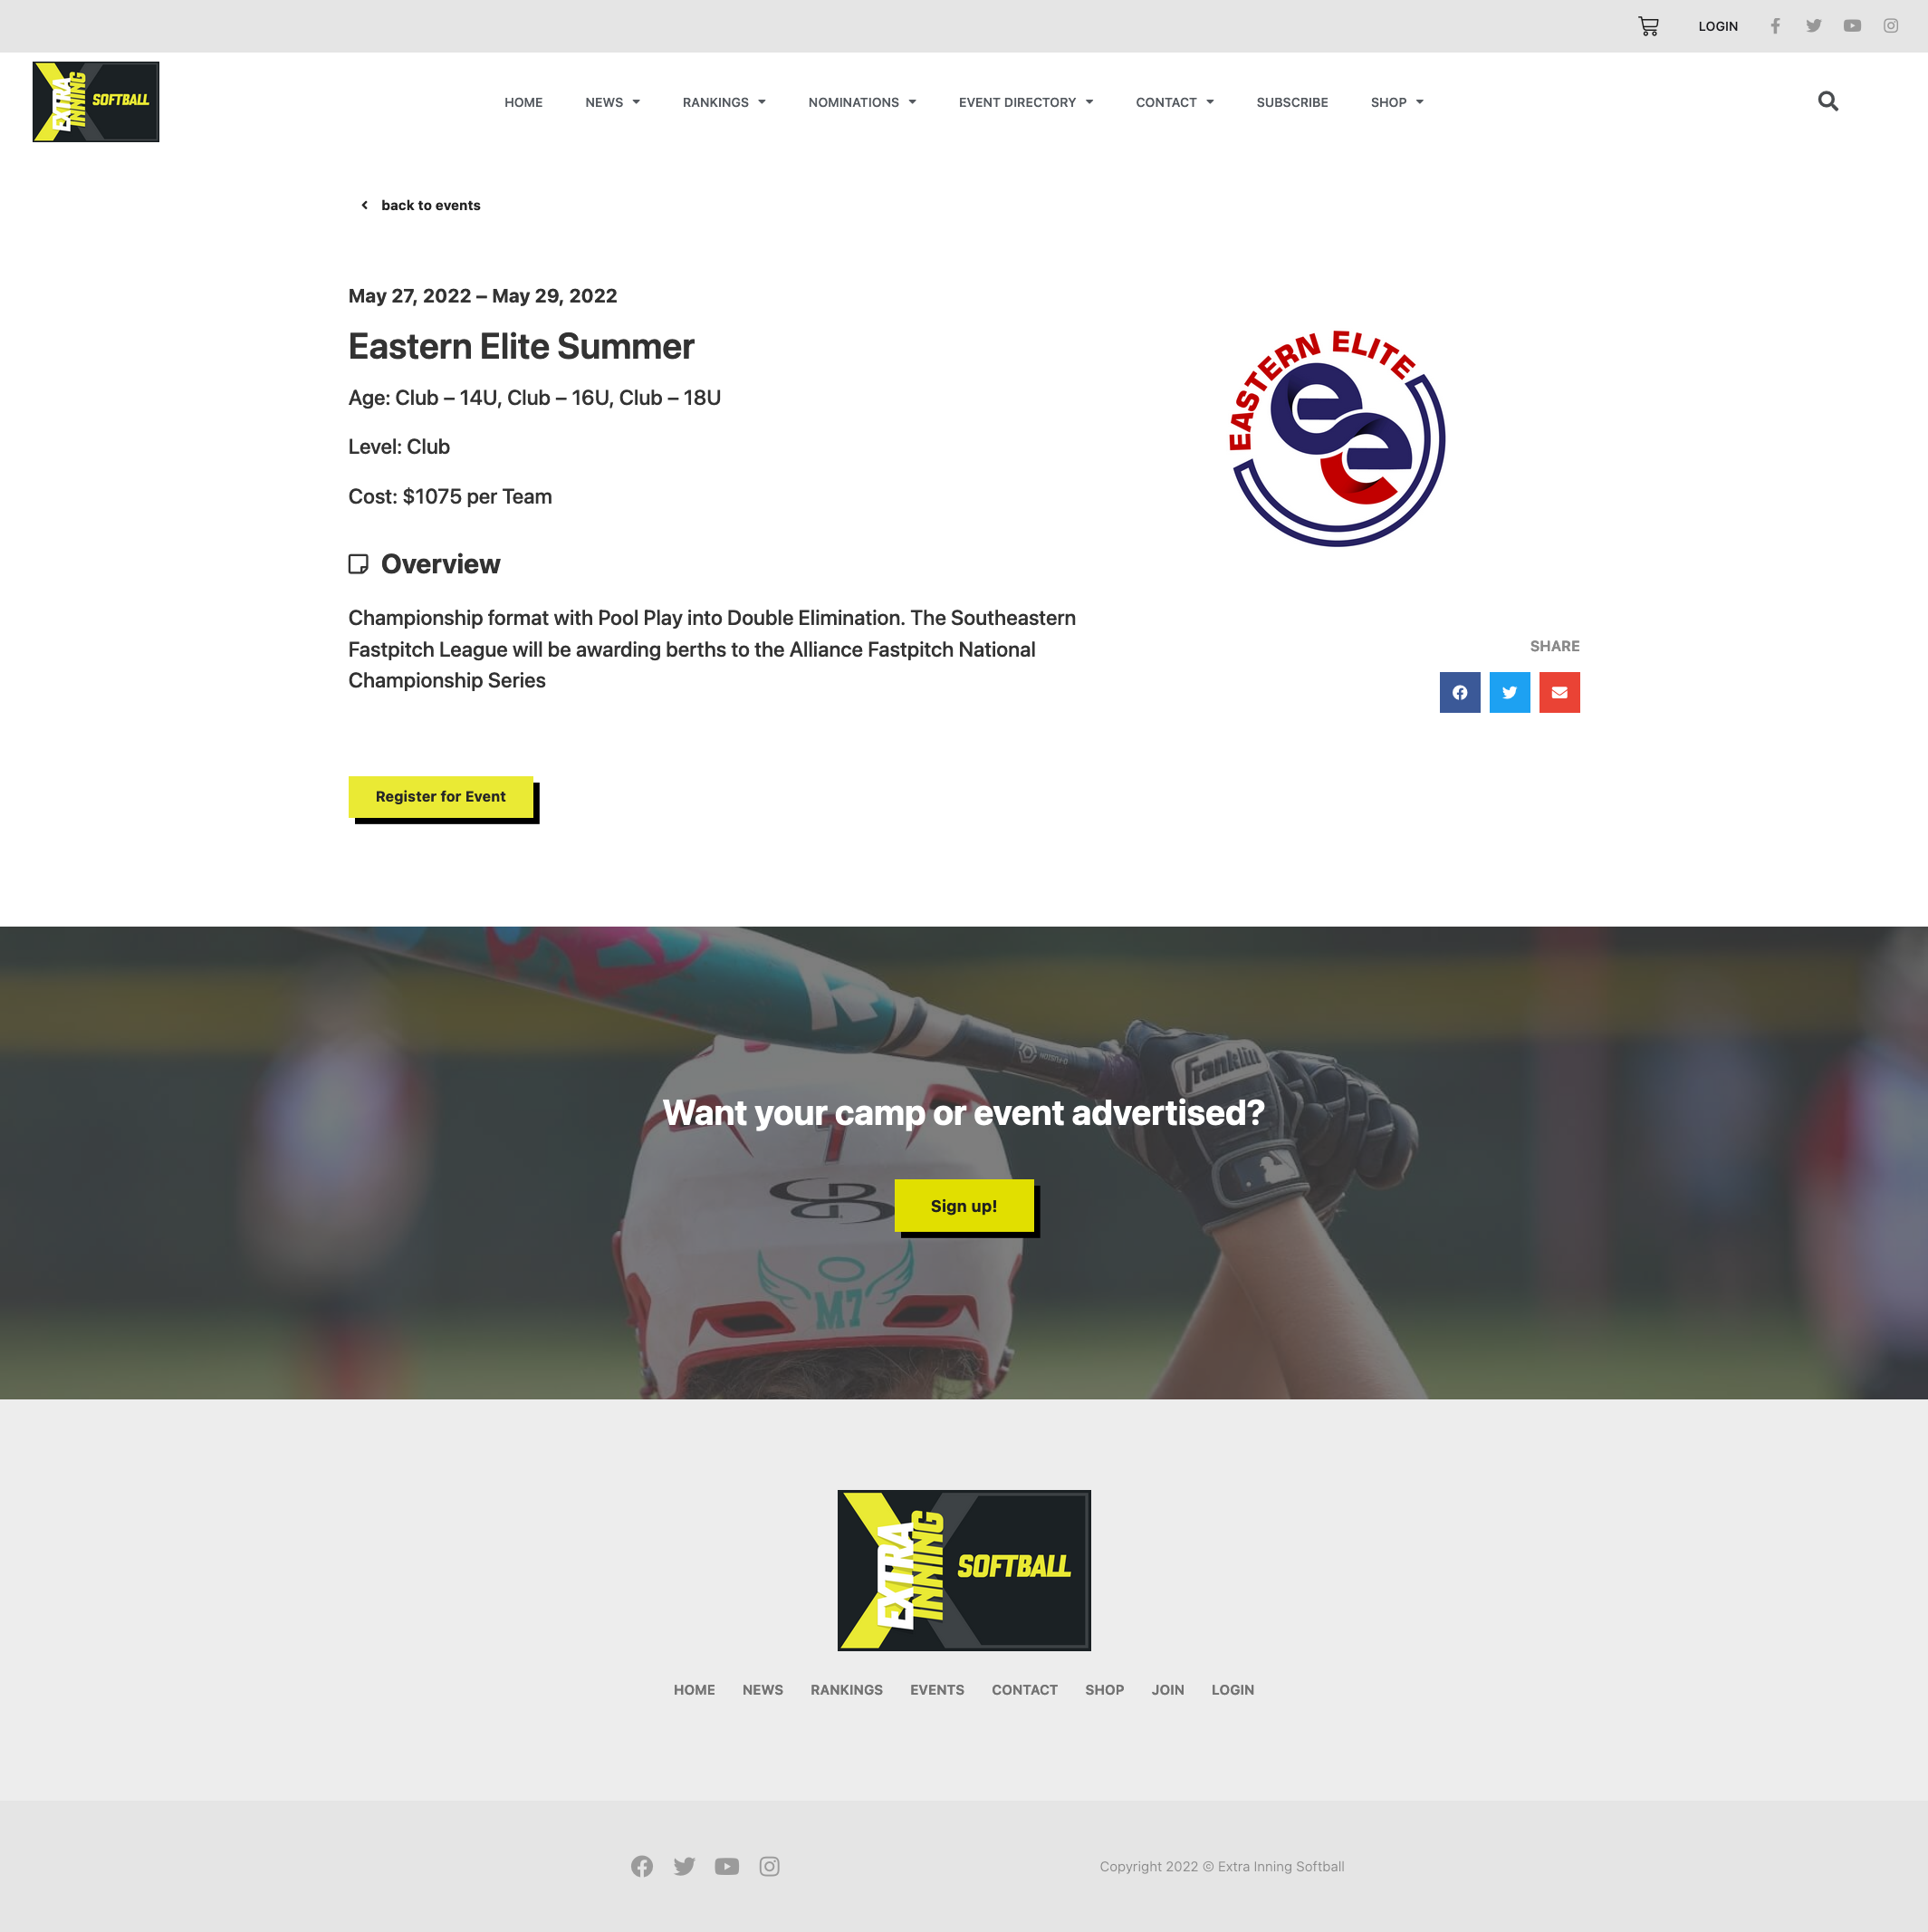 LOGIN
EXTRA
INNING
SOFTBALL
HOME NEWS RANKINGS NOMINATIONS EVENT DIRECTORY CONTACT SUBSCRIBE SHOP
back to events
May 27, 2022 – May 29, 2022
Eastern Elite Summer
Age: Club – 14U, Club – 16U, Club – 18U
Level: Club
Cost: $1075 per Team
EASTERN ELITE
Overview
Championship format with Pool Play into Double Elimination. The Southeastern
Fastpitch League will be awarding berths to the Alliance Fastpitch National
Championship Series
SHARE
Register for Event
Franklin
Want your camp or event advertised?
Sign up!
M7
EXTRA
INNING
SOFTBALL
HOME NEWS RANKINGS EVENTS CONTACT SHOP JOIN LOGIN
Copyright 2022 © Extra Inning Softball